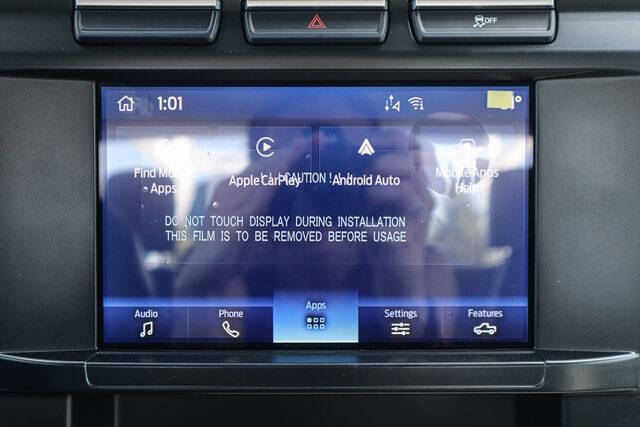 OFF
1:01
Find Mobile Apple CarPlay Android Auto Mobile Apps
Apps
Help
! CAUTION !
DO NOT TOUCH DISPLAY DURING INSTALLATION
THIS FILM IS TO BE REMOVED BEFORE USAGE
Audio Phone Apps Settings Features